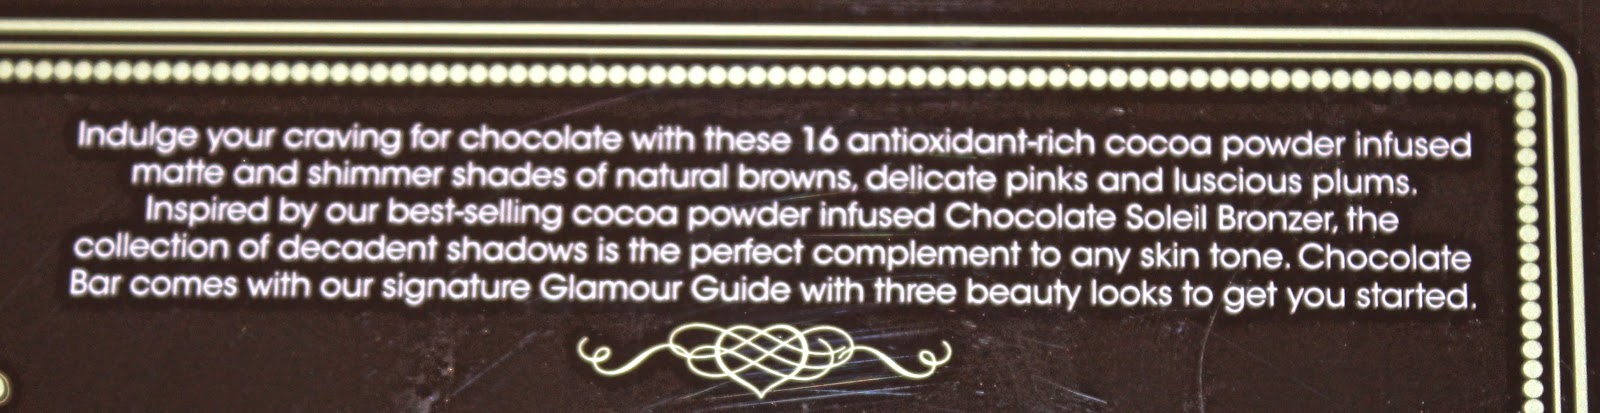 Indulge your craving for chocolate with these 16 antioxidant-rich cocoa powder infused
matte and shimmer shades of natural browns, delicate pinks and luscious plums.
Inspired by our best-selling cocoa powder infused Chocolate Soleil Bronzer, the
collection of decadent shadows is the perfect complement to any skin tone. Chocolate
Bar comes with our signature Glamour Guide with three beauty looks to get you started.